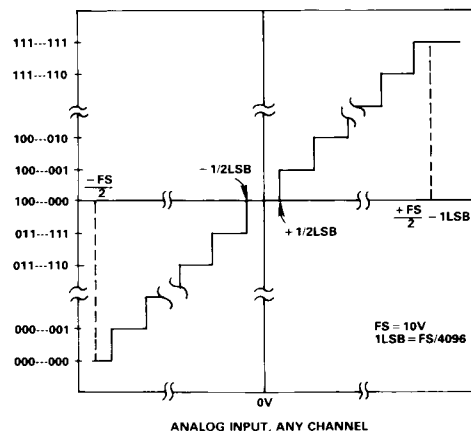 111---111
111---110
100---010
100---001
-FS
2
- 1/2LSB
100---000
+FS
2
- 1LSB
011---111
+ 1/2LSB
011---110
000---001
FS = 10V
1LSB = FS/4096
000---000
0V
ANALOG INPUT, ANY CHANNEL